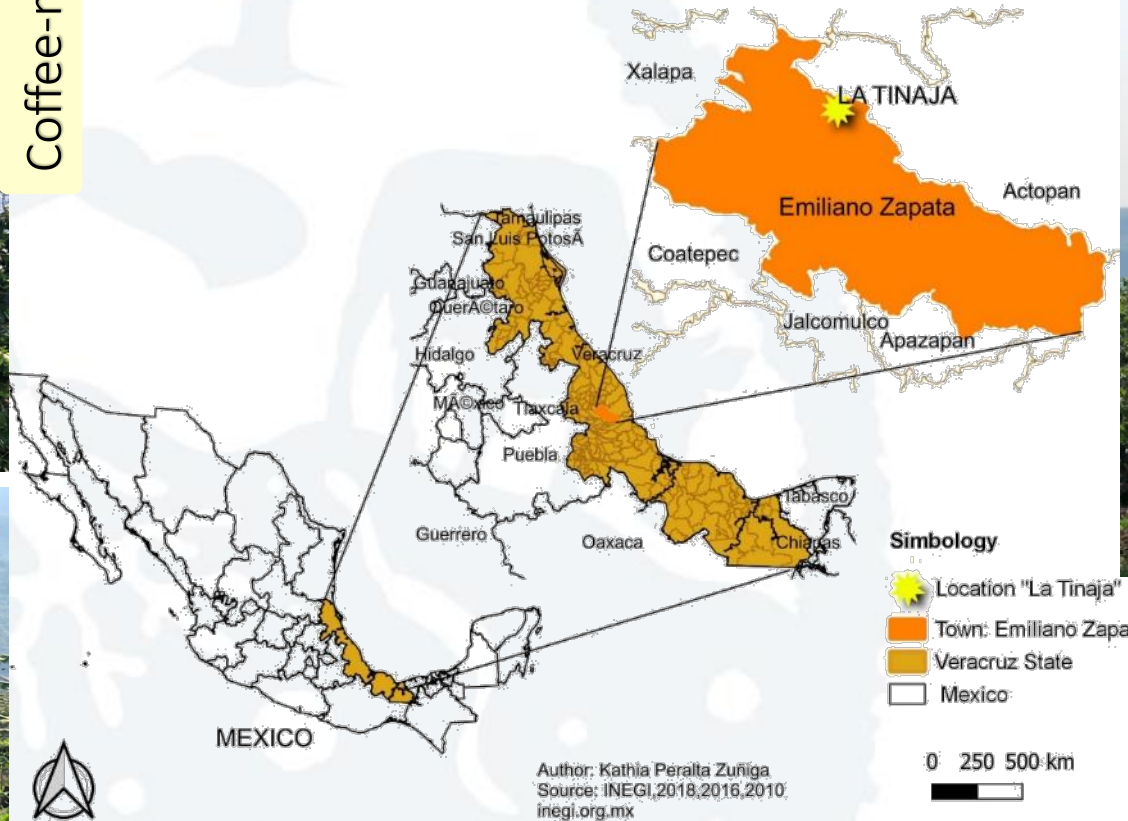 Coffee-
Xalapa
LA TINAJA
Emiliano Zapata
Actopan
Coatepec
Jalcomulco
Apazapan
Tamaulipas
San Luis PotosÃ
Guanajuato
QuerÃ©taro
Hidalgo
Veracruz
MÃ©xico
Tlaxcala
Puebla
Tabasco
Guerrero
Oaxaca
Chiapas
MEXICO
Simbology
Location "La Tinaja"
Town: Emiliano Zapa
Veracruz State
Mexico
0 250 500 km
Author: Kathia Peralta Zuñiga
Source: INEGI,2018,2016,2010
inegi.org.mx